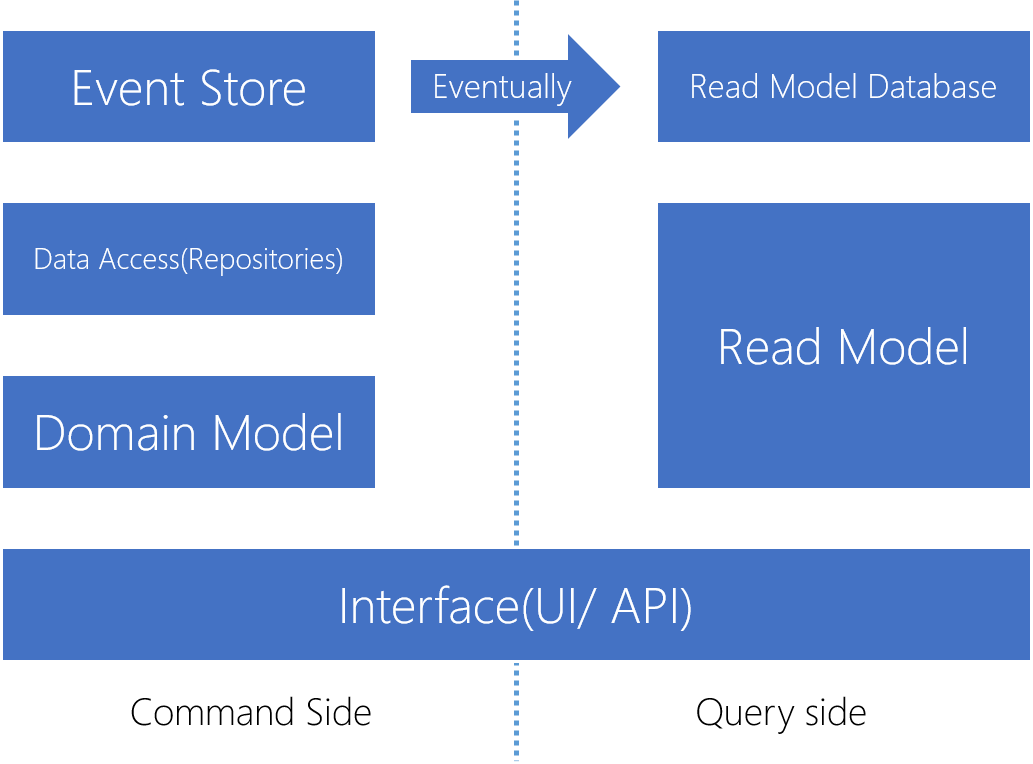 Event Store
Eventually
Read Model Database
Data Access(Repositories)
Read Model
Domain Model
Interface(UI/ API)
Command Side
Query side